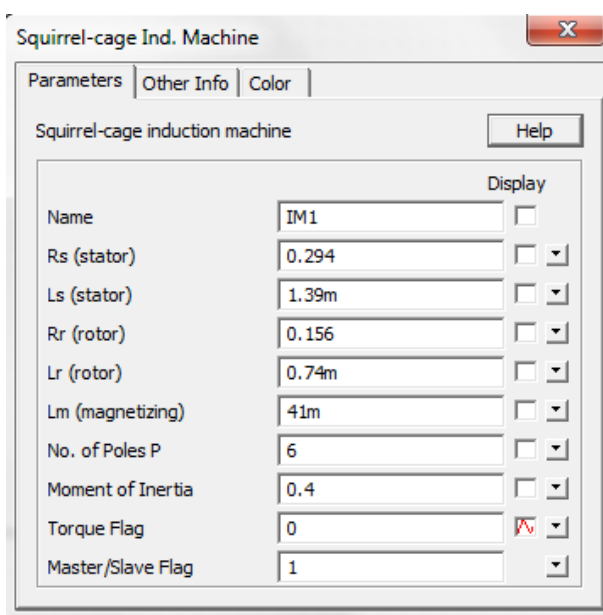 Squirrel-cage Ind. Machine
Parameters Other Info Color
Squirrel-cage induction machine Help
Display
Name IM1
Rs (stator) 0.294
Ls (stator) 1.39m
Rr (rotor) 0.156
Lr (rotor) 0.74m
Lm (magnetizing) 41m
No. of Poles P 6
Moment of Inertia 0.4
Torque Flag 0
Master/Slave Flag 1